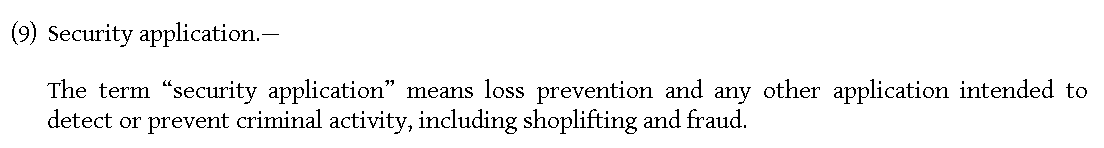 (9) Security application.—
The term “security application” means loss prevention and any other application intended to
detect or prevent criminal activity, including shoplifting and fraud.